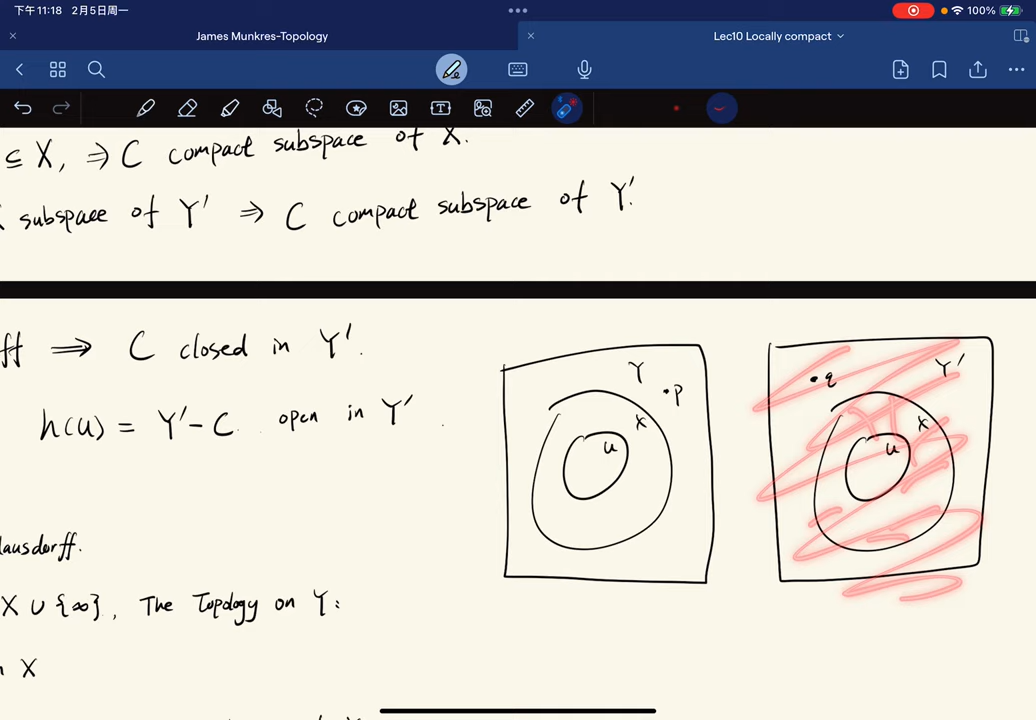 下午11:18 2月5日周一
100%
James Munkres-Topology
Lec10 Locally compact
⊆ X, ⇒ C compact subspace of X.
subspace of Y' ⇒ C compact subspace of Y'.
ff ⇒ C closed in Y'.
h(u) = Y' - C open in Y'
Y
p
X
u
Y'
q
X
u
ausdorff.
X ∪ {∞}, The Topology on Y:
X